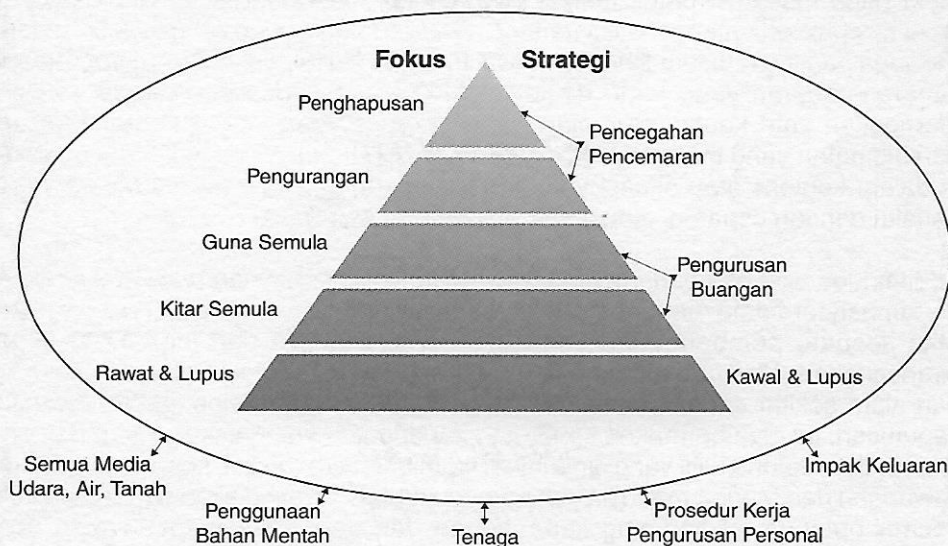 Fokus Strategi
Penghapusan
Pencegahan
Pencemaran
Pengurangan
Guna Semula
Pengurusan
Buangan
Kitar Semula
Rawat & Lupus
Kawal & Lupus
Semua Media
Udara, Air, Tanah
Penggunaan
Bahan Mentah
Tenaga
Prosedur Kerja
Pengurusan Personal
Impak Keluaran